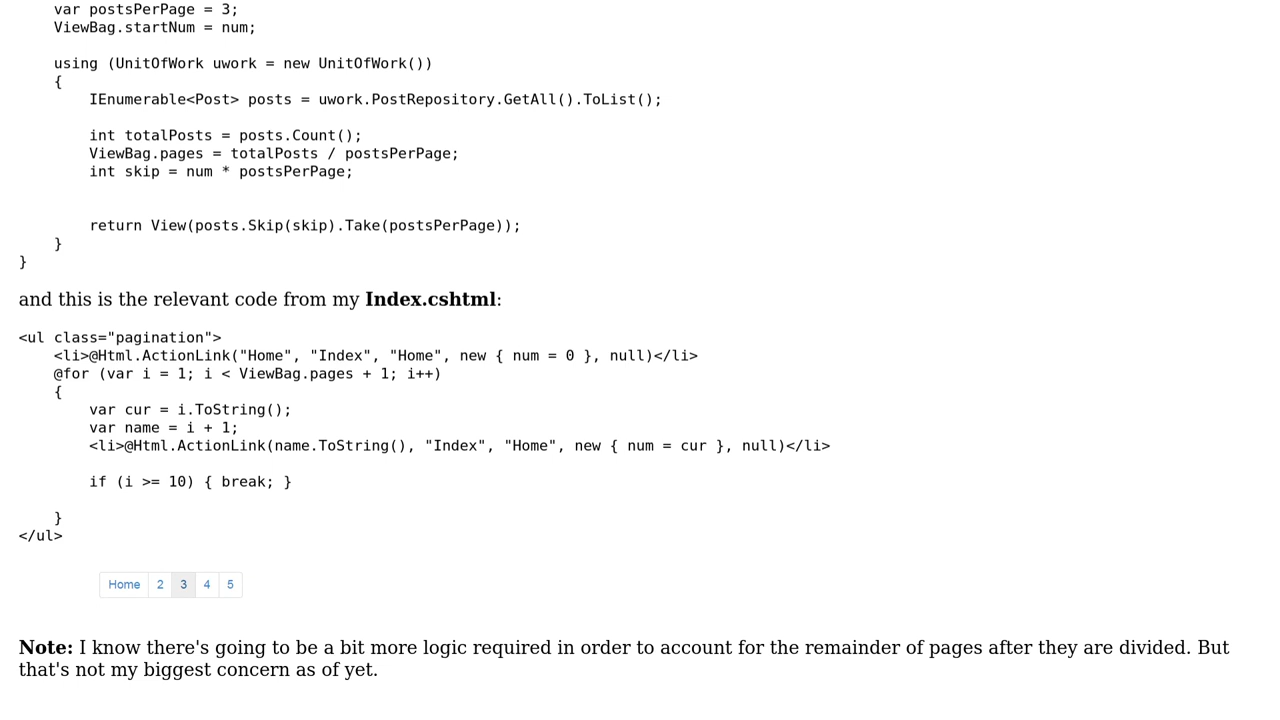 var postsPerPage = 3;
    ViewBag.startNum = num;

    using (UnitOfWork uwork = new UnitOfWork())
    {
        IEnumerable<Post> posts = uwork.PostRepository.GetAll().ToList();

        int totalPosts = posts.Count();
        ViewBag.pages = totalPosts / postsPerPage;
        int skip = num * postsPerPage;


        return View(posts.Skip(skip).Take(postsPerPage));
    }
}
and this is the relevant code from my Index.cshtml:
<ul class="pagination">
    <li>@Html.ActionLink("Home", "Index", "Home", new { num = 0 }, null)</li>
    @for (var i = 1; i < ViewBag.pages + 1; i++)
    {
        var cur = i.ToString();
        var name = i + 1;
        <li>@Html.ActionLink(name.ToString(), "Index", "Home", new { num = cur }, null)</li>

        if (i >= 10) { break; }

    }
</ul>
Home 2 3 4 5
Note: I know there's going to be a bit more logic required in order to account for the remainder of pages after they are divided. But
that's not my biggest concern as of yet.